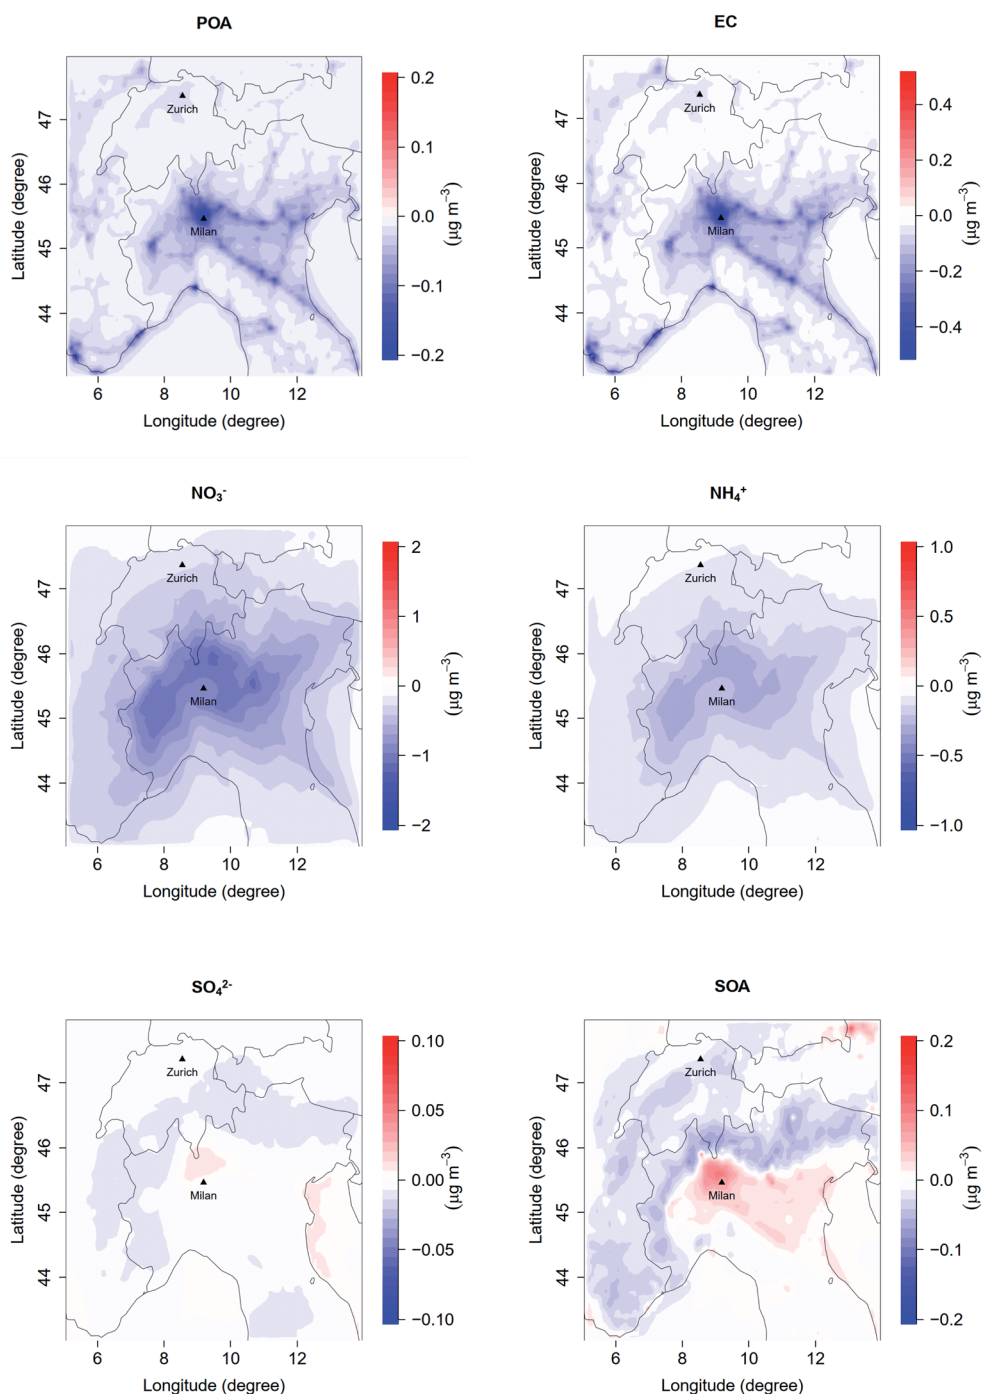 POA
Latitude (degree)
47
46
45
44
Zurich
Milan
6 8 10 12
Longitude (degree)
0.2
0.1
0.0
−0.1
−0.2
(μg m⁻³)
EC
Latitude (degree)
47
46
45
44
Zurich
Milan
6 8 10 12
Longitude (degree)
0.4
0.2
0.0
−0.2
−0.4
(μg m⁻³)
NO₃⁻
Latitude (degree)
47
46
45
44
Zurich
Milan
6 8 10 12
Longitude (degree)
2
1
0
−1
−2
(μg m⁻³)
NH₄⁺
Latitude (degree)
47
46
45
44
Zurich
Milan
6 8 10 12
Longitude (degree)
1.0
0.5
0.0
−0.5
−1.0
(μg m⁻³)
SO₄²⁻
Latitude (degree)
47
46
45
44
Zurich
Milan
6 8 10 12
Longitude (degree)
0.10
0.05
0.00
−0.05
−0.10
(μg m⁻³)
SOA
Latitude (degree)
47
46
45
44
Zurich
Milan
6 8 10 12
Longitude (degree)
0.2
0.1
0.0
−0.1
−0.2
(μg m⁻³)